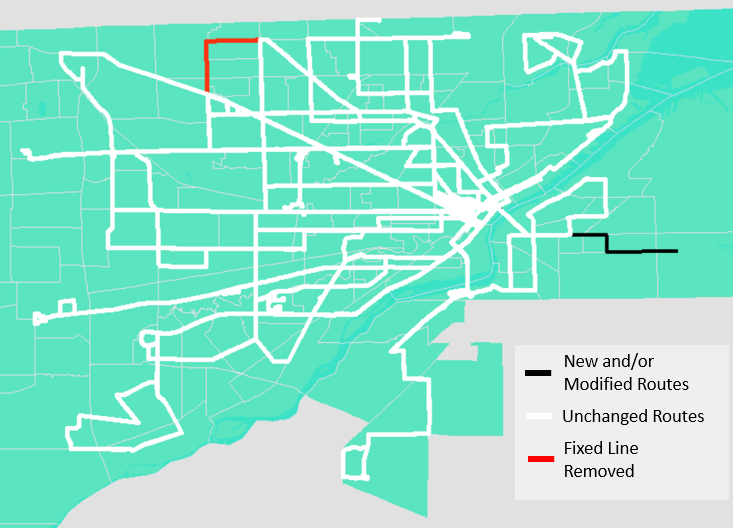 New and/or
Modified Routes
Unchanged Routes
Fixed Line
Removed